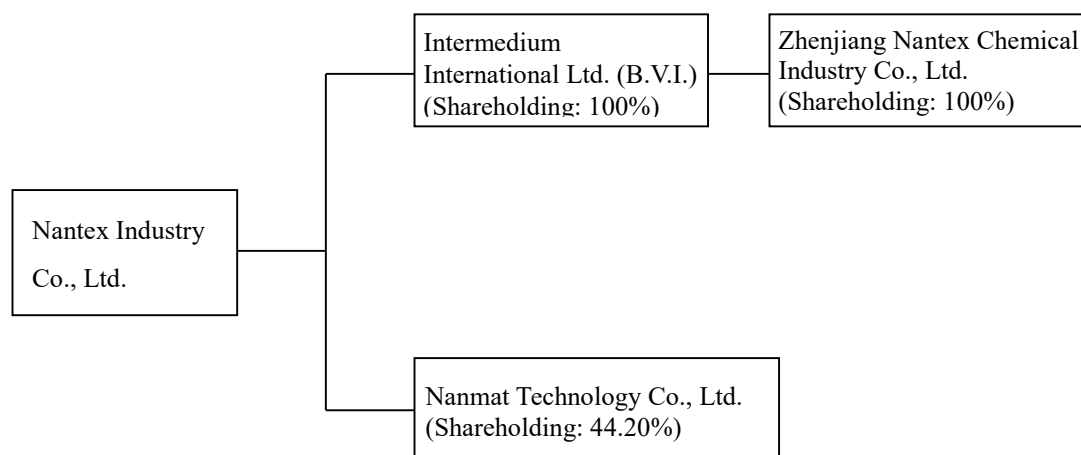 Intermedium
International Ltd. (B.V.I.)
(Shareholding: 100%)
Zhenjiang Nantex Chemical
Industry Co., Ltd.
(Shareholding: 100%)
Nantex Industry
Co., Ltd.
Nanmat Technology Co., Ltd.
(Shareholding: 44.20%)